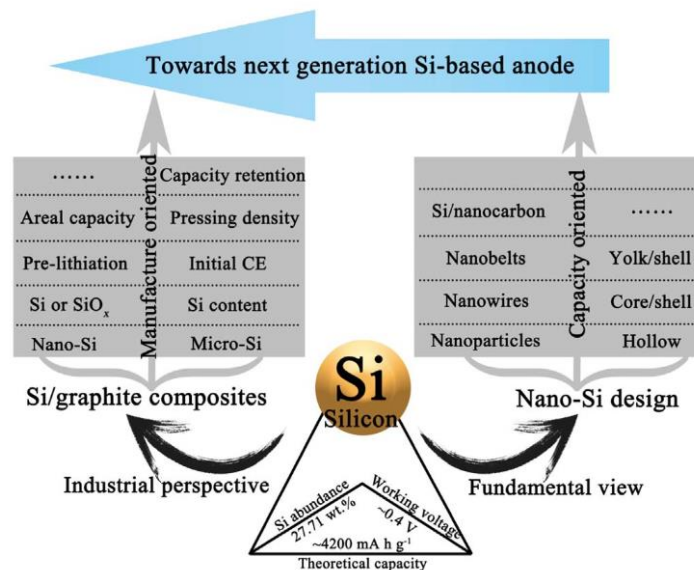 Towards next generation Si-based anode
Manufacture oriented
...... Capacity retention
Areal capacity Pressing density
Pre-lithiation Initial CE
Si or SiOₓ Si content
Nano-Si Micro-Si
Si/graphite composites
Industrial perspective
Capacity oriented
Si/nanocarbon ......
Nanobelts Yolk/shell
Nanowires Core/shell
Nanoparticles Hollow
Nano-Si design
Fundamental view
Si
Silicon
Si abundance
27.71 wt.%
Working voltage
~0.4 V
~4200 mA h g⁻¹
Theoretical capacity